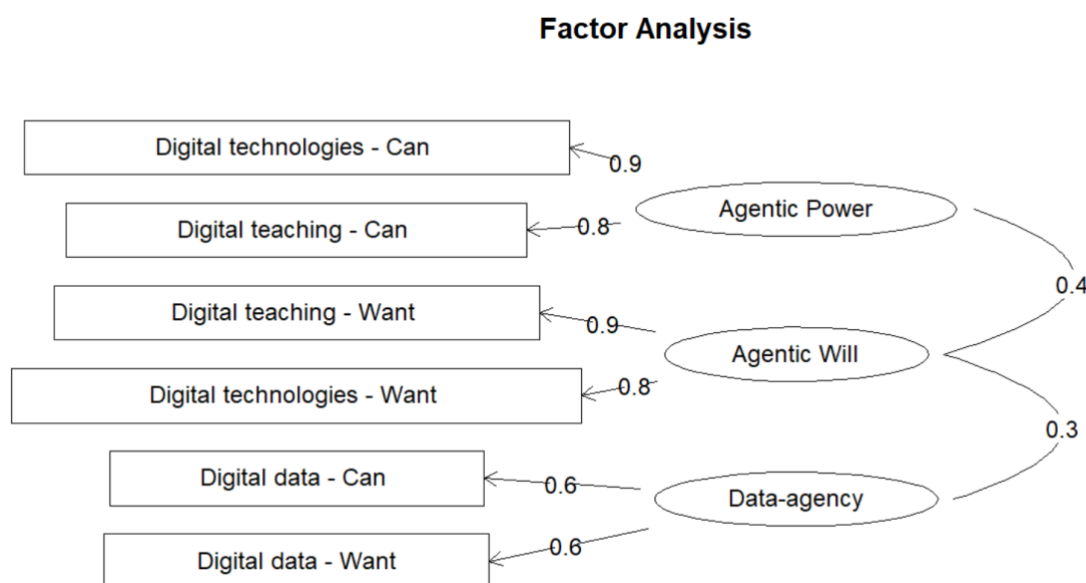 Factor Analysis
Digital technologies - Can
0.9
Agentic Power
Digital teaching - Can
0.8
0.4
Digital teaching - Want
0.9
Agentic Will
Digital technologies - Want
0.8
0.3
Digital data - Can
0.6
Data-agency
Digital data - Want
0.6